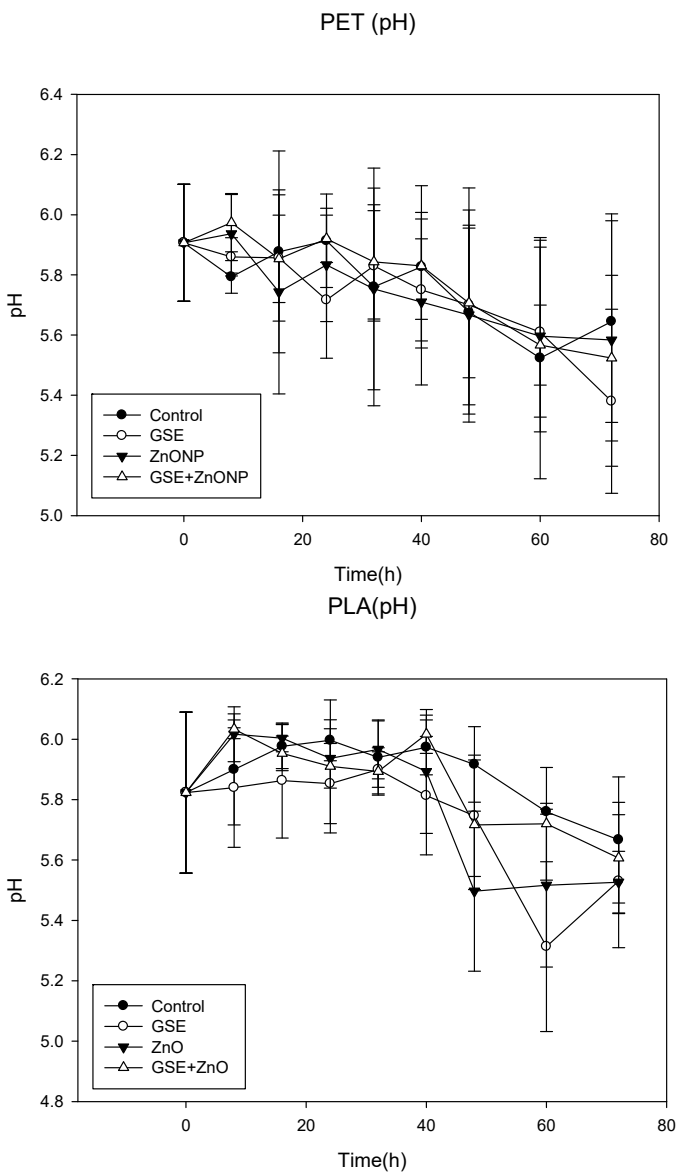 PET (pH)
6.4
6.2
6.0
5.8
5.6
5.4
5.2
5.0
pH
Control
GSE
ZnONP
GSE+ZnONP
0 20 40 60 80
Time(h)
PLA(pH)
6.2
6.0
5.8
5.6
5.4
5.2
5.0
4.8
pH
Control
GSE
ZnO
GSE+ZnO
0 20 40 60 80
Time(h)